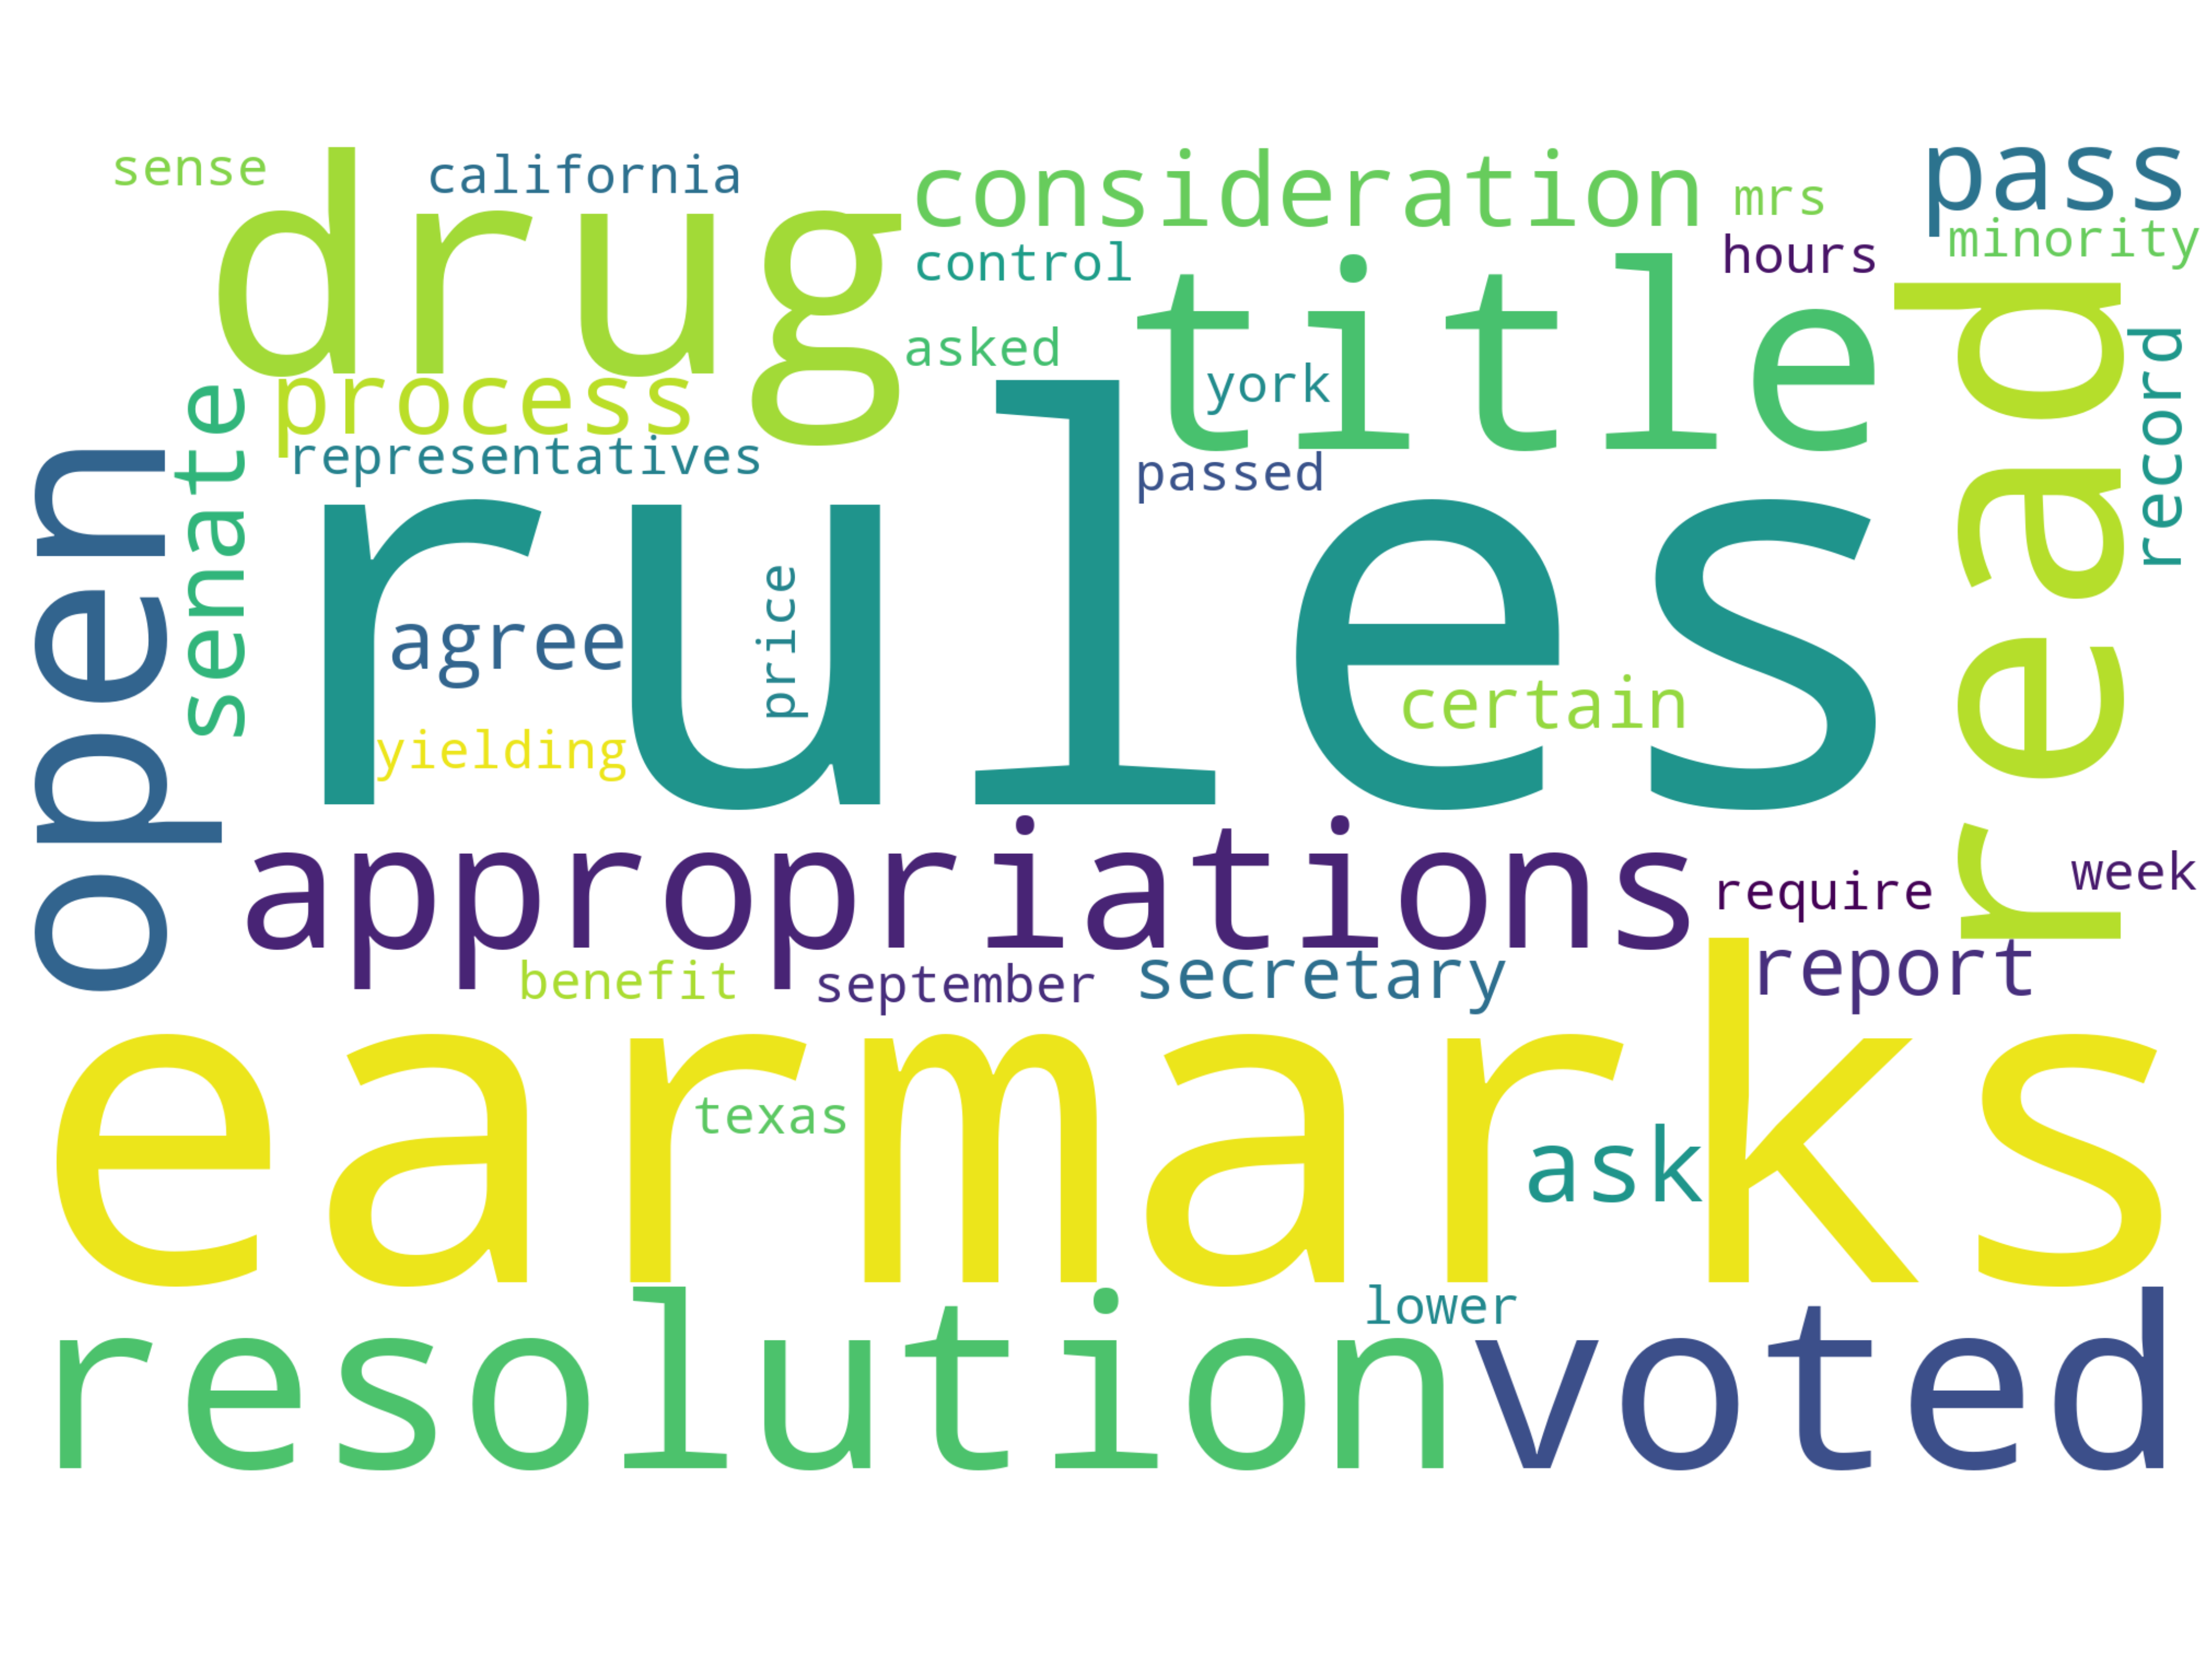 sense
california
drug
consideration
mrs
pass
minority
hours
control
title
asked
york
process
representatives
passed
read
record
senate
open
rules
agree
price
certain
yielding
appropriations
require
week
report
benefit
september
secretary
earmarks
texas
ask
lower
resolution
voted